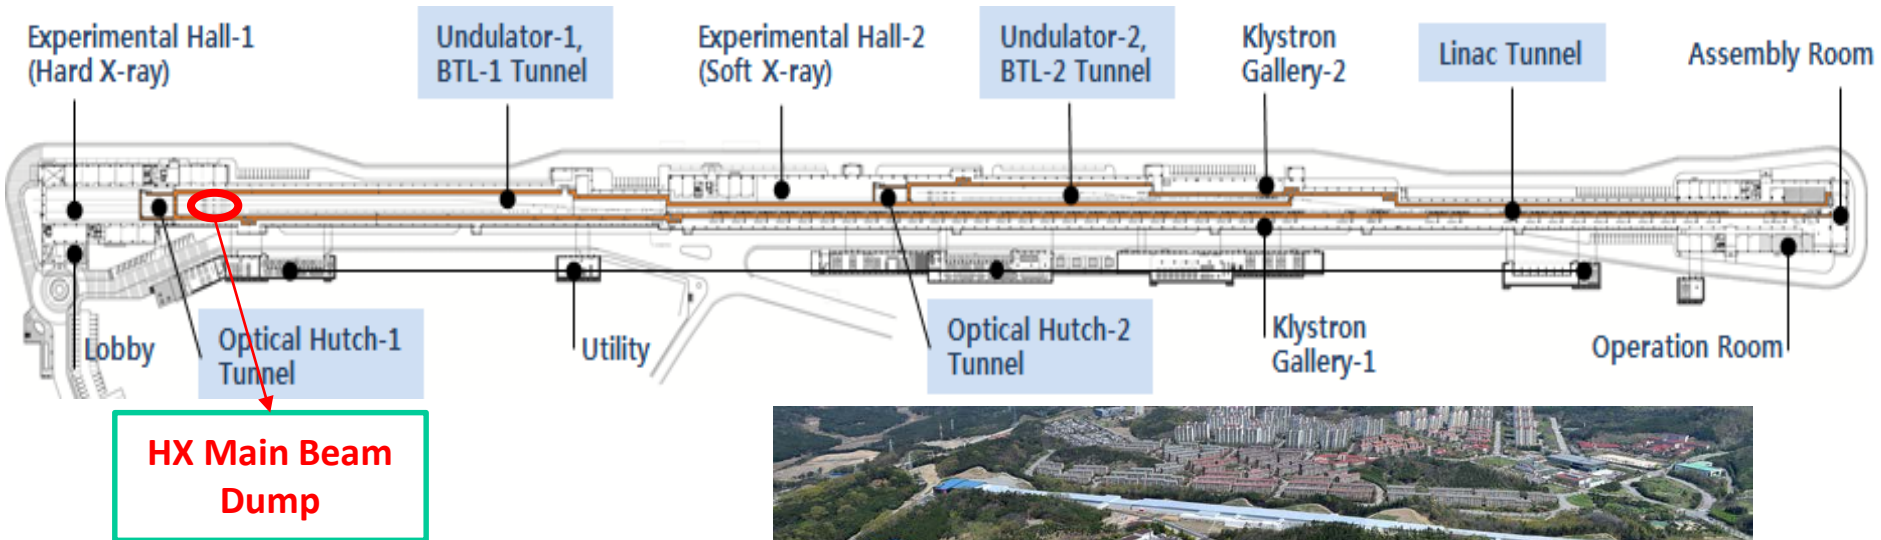 Experimental Hall-1
(Hard X-ray)
Undulator-1,
BTL-1 Tunnel
Experimental Hall-2
(Soft X-ray)
Undulator-2,
BTL-2 Tunnel
Klystron
Gallery-2
Linac Tunnel
Assembly Room
Lobby
Optical Hutch-1
Tunnel
Utility
Optical Hutch-2
Tunnel
Klystron
Gallery-1
Operation Room
HX Main Beam
Dump